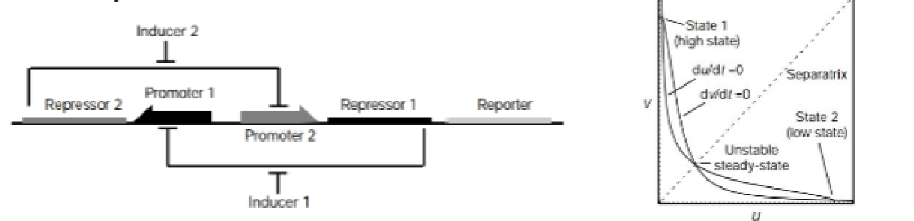 Inducer 2
Repressor 2
Promoter 1
Promoter 2
Repressor 1
Reporter
Inducer 1
State 1
(high state)
du/dt=0
dv/dt=0
Separatrix
v
State 2
(low state)
Unstable
steady-state
u